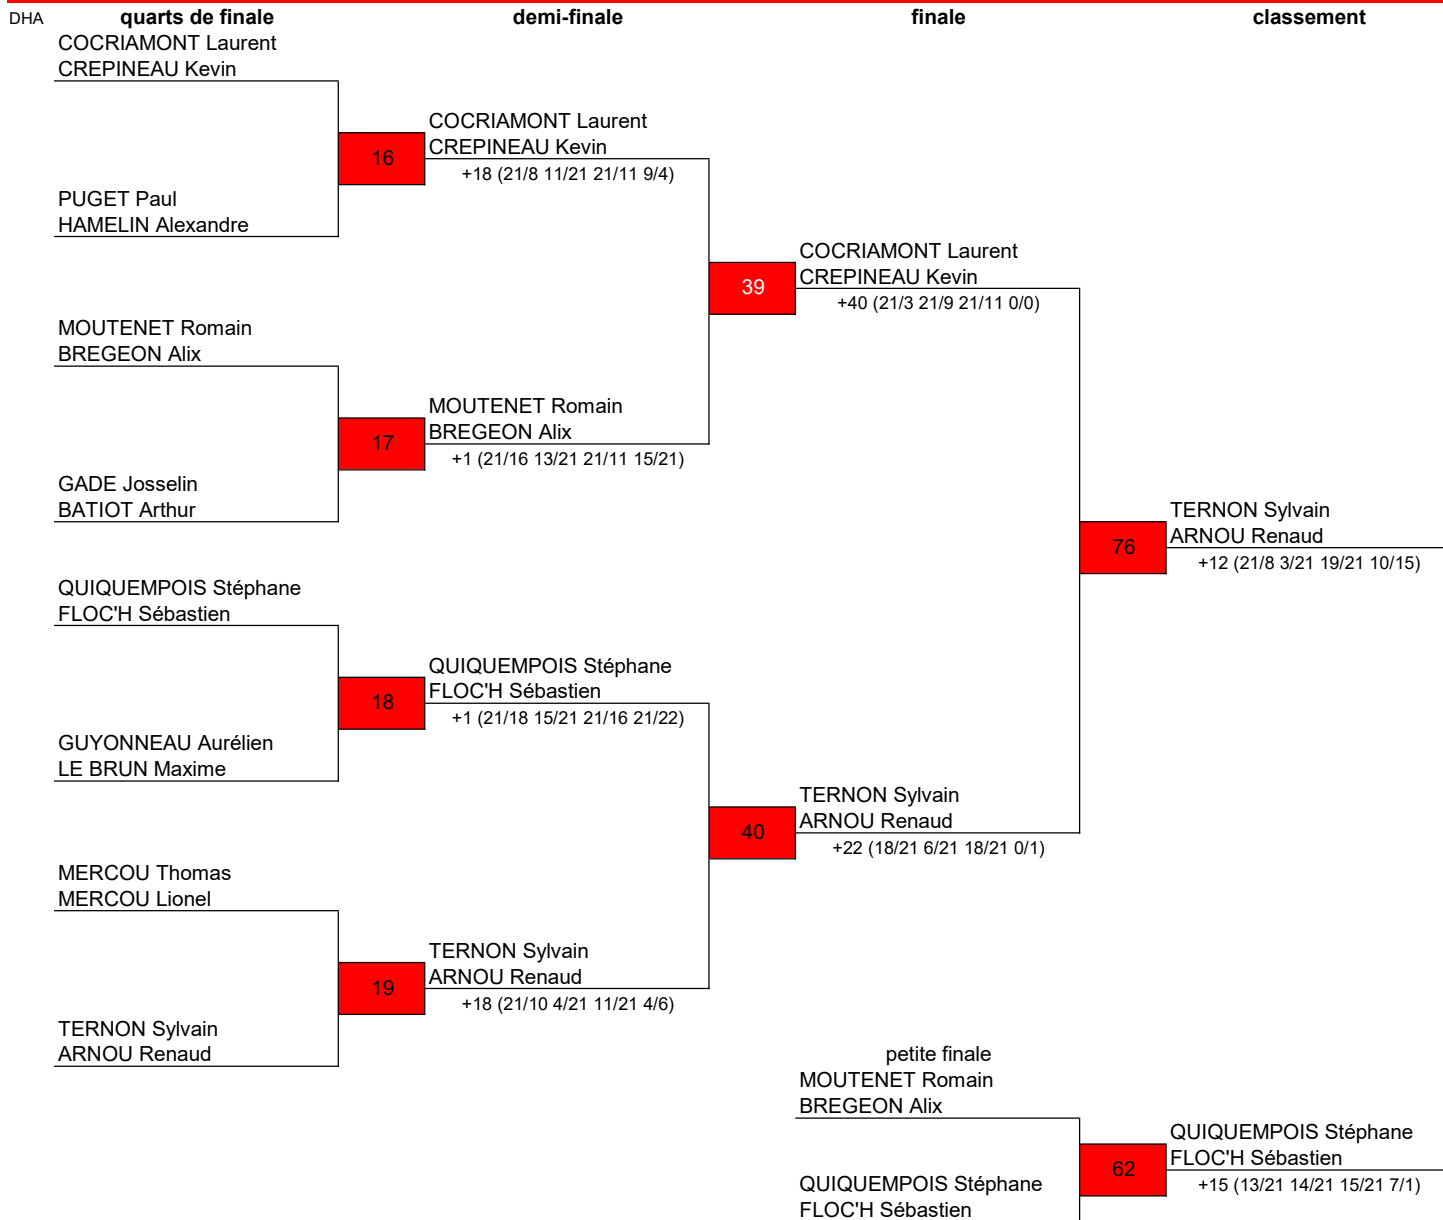 DHA quarts de finale demi-finale finale classement
COCRIAMONT Laurent
CREPINEAU Kevin
COCRIAMONT Laurent
16 CREPINEAU Kevin
+18 (21/8 11/21 21/11 9/4)
PUGET Paul
HAMELIN Alexandre
COCRIAMONT Laurent
39 CREPINEAU Kevin
+40 (21/3 21/9 21/11 0/0)
MOUTENET Romain
BREGEON Alix
MOUTENET Romain
17 BREGEON Alix
+1 (21/16 13/21 21/11 15/21)
GADE Josselin
BATIOT Arthur
TERNON Sylvain
76 ARNOU Renaud
+12 (21/8 3/21 19/21 10/15)
QUIQUEMPOIS Stéphane
FLOC'H Sébastien
QUIQUEMPOIS Stéphane
18 FLOC'H Sébastien
+1 (21/18 15/21 21/16 21/22)
GUYONNEAU Aurélien
LE BRUN Maxime
TERNON Sylvain
40 ARNOU Renaud
+22 (18/21 6/21 18/21 0/1)
MERCOU Thomas
MERCOU Lionel
TERNON Sylvain
19 ARNOU Renaud
+18 (21/10 4/21 11/21 4/6)
TERNON Sylvain
ARNOU Renaud
petite finale
MOUTENET Romain
BREGEON Alix
QUIQUEMPOIS Stéphane
62 FLOC'H Sébastien
+15 (13/21 14/21 15/21 7/1)
QUIQUEMPOIS Stéphane
FLOC'H Sébastien